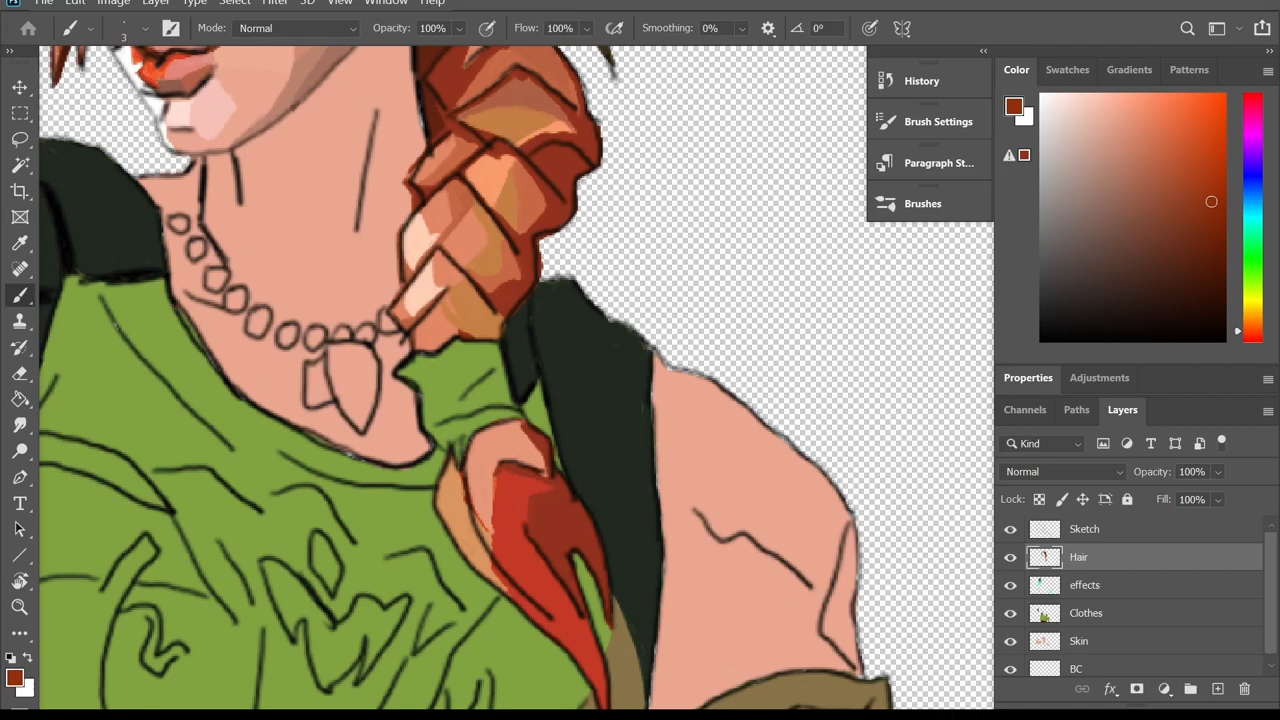 File Edit Image Layer Type Select Filter 3D View Window Help
3 Mode: Normal Opacity: 100% Flow: 100% Smoothing: 0% 0°
History
Brush Settings
Paragraph St...
Brushes
Color Swatches Gradients Patterns
Properties Adjustments
Channels Paths Layers
Kind
Normal Opacity: 100%
Lock: Fill: 100%
Sketch
Hair
effects
Clothes
Skin
BC